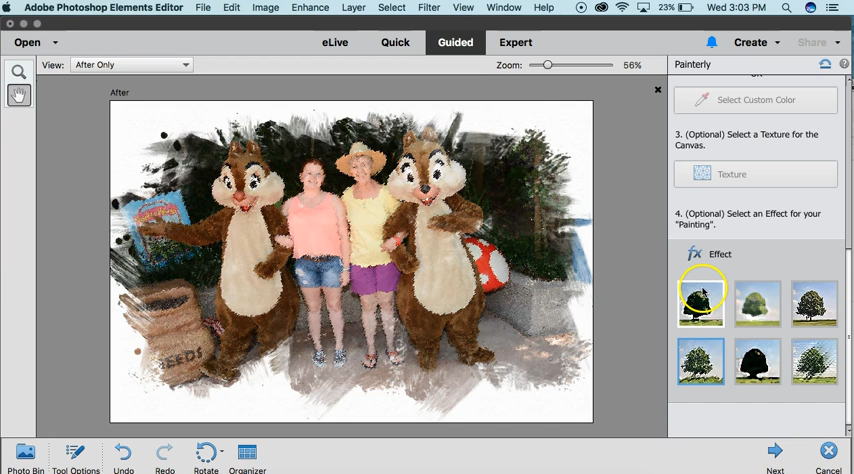 Adobe Photoshop Elements Editor File Edit Image Enhance Layer Select Filter View Window Help 23% Wed 3:03 PM
Open eLive Quick Guided Expert Create Share
View: After Only Zoom: 56% Painterly
After
Select Custom Color
3. (Optional) Select a Texture for the
Canvas.
Texture
4. (Optional) Select an Effect for your
"Painting".
fx Effect
SEEDS
Photo Bin Tool Options Undo Redo Rotate Organizer Next Cancel